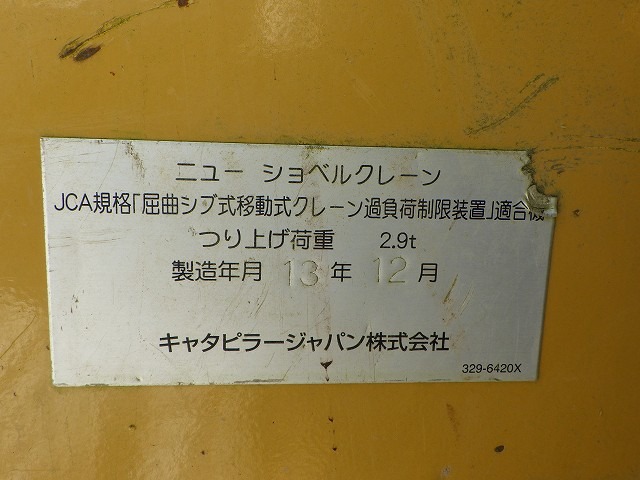 ニュー ショベルクレーン
JCA規格「屈曲ジブ式移動式クレーン過負荷制限装置」適合機
つり上げ荷重 2.9t
製造年月 13 年 12 月
キャタピラージャパン株式会社
329-6420X